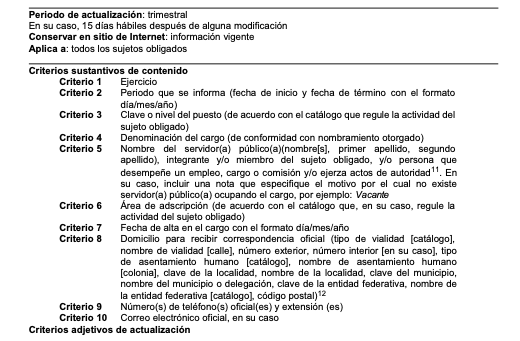 Periodo de actualización: trimestral
En su caso, 15 días hábiles después de alguna modificación
Conservar en sitio de Internet: información vigente
Aplica a: todos los sujetos obligados
Criterios sustantivos de contenido
Criterio 1 Ejercicio
Criterio 2 Periodo que se informa (fecha de inicio y fecha de término con el formato
día/mes/año)
Criterio 3 Clave o nivel del puesto (de acuerdo con el catálogo que regule la actividad del
sujeto obligado)
Criterio 4 Denominación del cargo (de conformidad con nombramiento otorgado)
Criterio 5 Nombre del servidor(a) público(a)(nombre[s], primer apellido, segundo
apellido), integrante y/o miembro del sujeto obligado, y/o persona que
desempeñe un empleo, cargo o comisión y/o ejerza actos de autoridad11. En
su caso, incluir una nota que especifique el motivo por el cual no existe
servidor(a) público(a) ocupando el cargo, por ejemplo: Vacante
Criterio 6 Área de adscripción (de acuerdo con el catálogo que, en su caso, regule la
actividad del sujeto obligado)
Criterio 7 Fecha de alta en el cargo con el formato día/mes/año
Criterio 8 Domicilio para recibir correspondencia oficial (tipo de vialidad [catálogo],
nombre de vialidad [calle], número exterior, número interior [en su caso], tipo
de asentamiento humano [catálogo], nombre de asentamiento humano
[colonia], clave de la localidad, nombre de la localidad, clave del municipio,
nombre del municipio o delegación, clave de la entidad federativa, nombre de
la entidad federativa [catálogo], código postal)12
Criterio 9 Número(s) de teléfono(s) oficial(es) y extensión (es)
Criterio 10 Correo electrónico oficial, en su caso
Criterios adjetivos de actualización